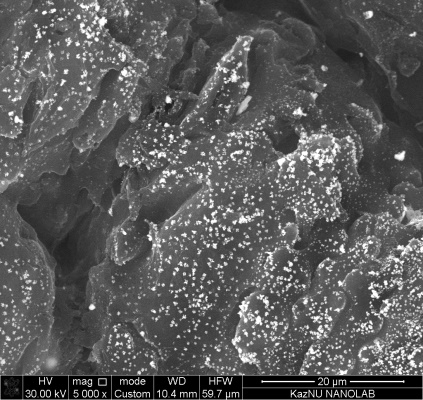 HV mag □ mode WD HFW 20 µm
30.00 kV 5 000 x Custom 10.4 mm 59.7 µm KazNU NANOLAB